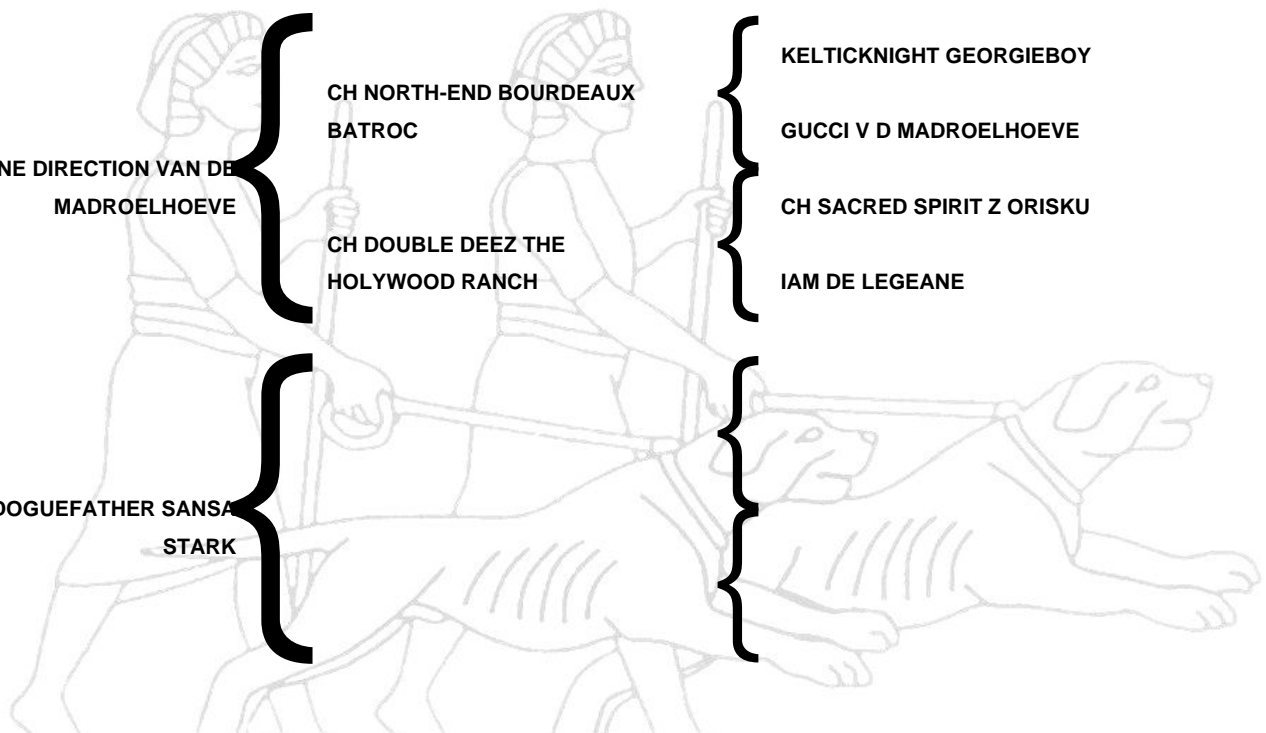 KELTICKNIGHT GEORGIEBOY
CH NORTH-END BOURDEAUX
BATROC
GUCCI V D MADROELHOEVE
NE DIRECTION VAN DE
MADROELHOEVE
CH SACRED SPIRIT Z ORISKU
CH DOUBLE DEEZ THE
HOLYWOOD RANCH
IAM DE LEGEANE
DOGUEFATHER SANSA
STARK